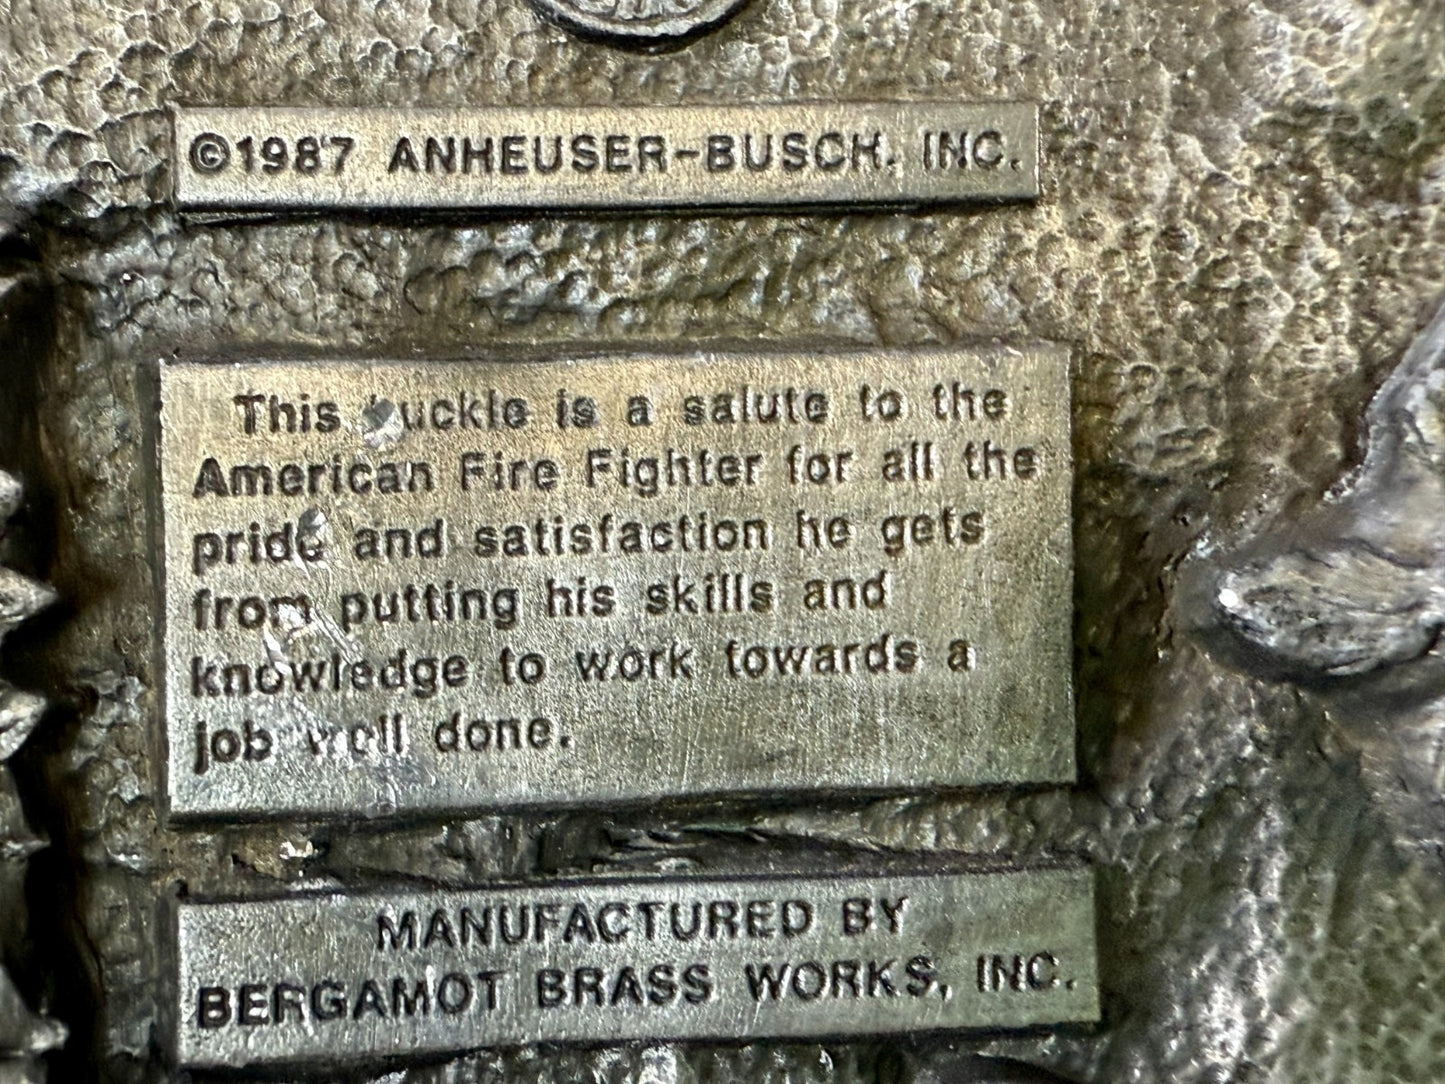 ©1987 ANHEUSER-BUSCH, INC.
This buckle is a salute to the
American Fire Fighter for all the
pride and satisfaction he gets
from putting his skills and
knowledge to work towards a
job well done.
MANUFACTURED BY
BERGAMOT BRASS WORKS, INC.